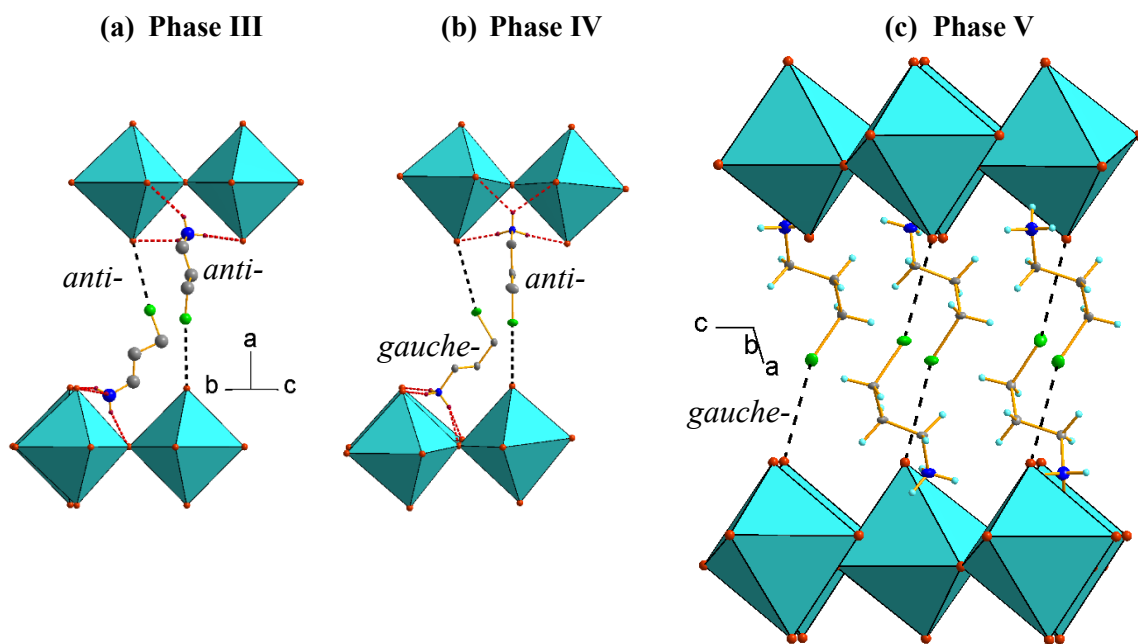 (a) Phase III
(b) Phase IV
(c) Phase V
anti-
anti-
a
b
c
anti-
gauche-
c
b
a
gauche-